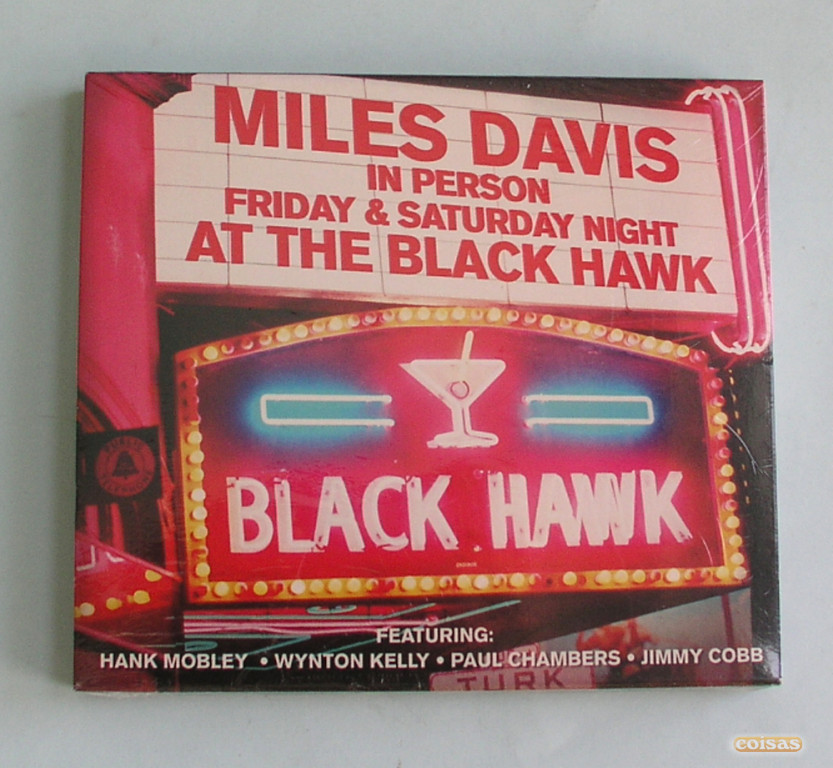 MILES DAVIS
IN PERSON
FRIDAY & SATURDAY NIGHT
AT THE BLACK HAWK
BLACK HAWK
FEATURING:
HANK MOBLEY • WYNTON KELLY • PAUL CHAMBERS • JIMMY COBB
TURK
coisas